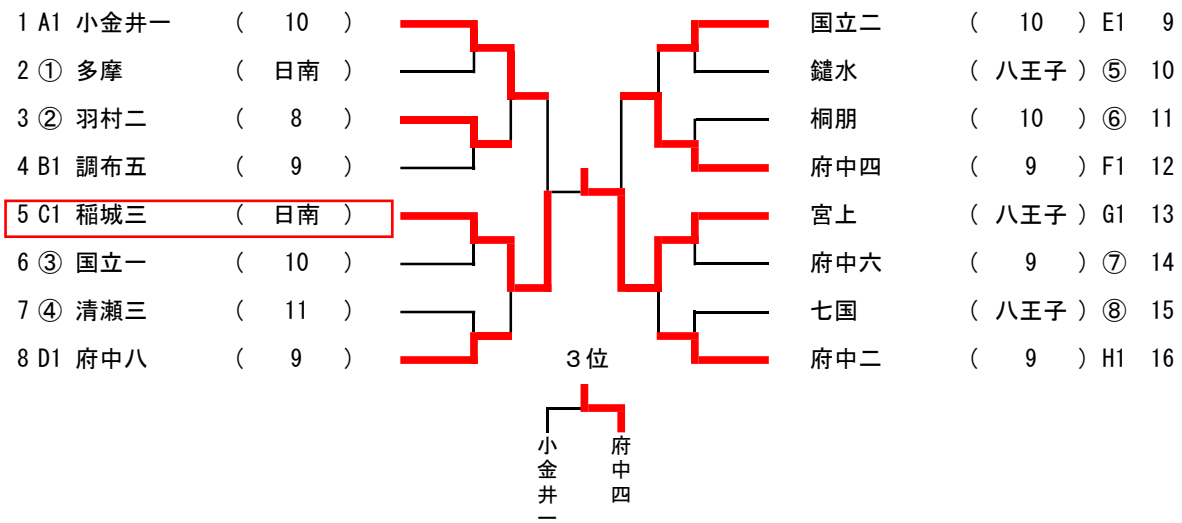 1 A1 小金井一 ( 10 ) 国立二 ( 10 ) E1 9
2 ① 多摩 ( 日南 ) 鑓水 ( 八王子 ) ⑤ 10
3 ② 羽村二 ( 8 ) 桐朋 ( 10 ) ⑥ 11
4 B1 調布五 ( 9 ) 府中四 ( 9 ) F1 12
5 C1 稲城三 ( 日南 ) 宮上 ( 八王子 ) G1 13
6 ③ 国立一 ( 10 ) 府中六 ( 9 ) ⑦ 14
7 ④ 清瀬三 ( 11 ) 七国 ( 八王子 ) ⑧ 15
8 D1 府中八 ( 9 ) 府中二 ( 9 ) H1 16
3位
小金井一
府中四